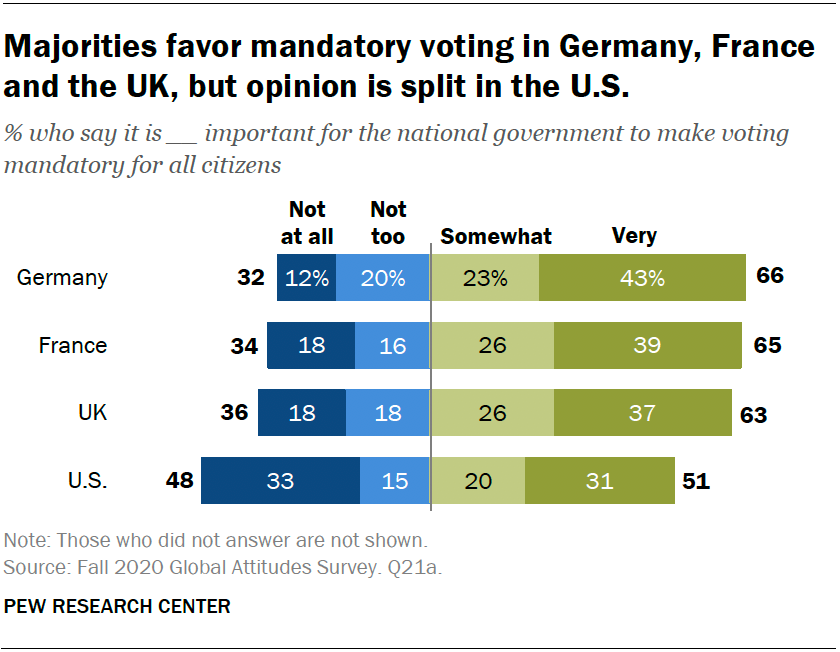 Majorities favor mandatory voting in Germany, France
and the UK, but opinion is split in the U.S.
% who say it is __ important for the national government to make voting
mandatory for all citizens
Not at all Not too Somewhat Very
Germany 32 12% 20% 23% 43% 66
France 34 18 16 26 39 65
UK 36 18 18 26 37 63
U.S. 48 33 15 20 31 51
Note: Those who did not answer are not shown.
Source: Fall 2020 Global Attitudes Survey. Q21a.
PEW RESEARCH CENTER